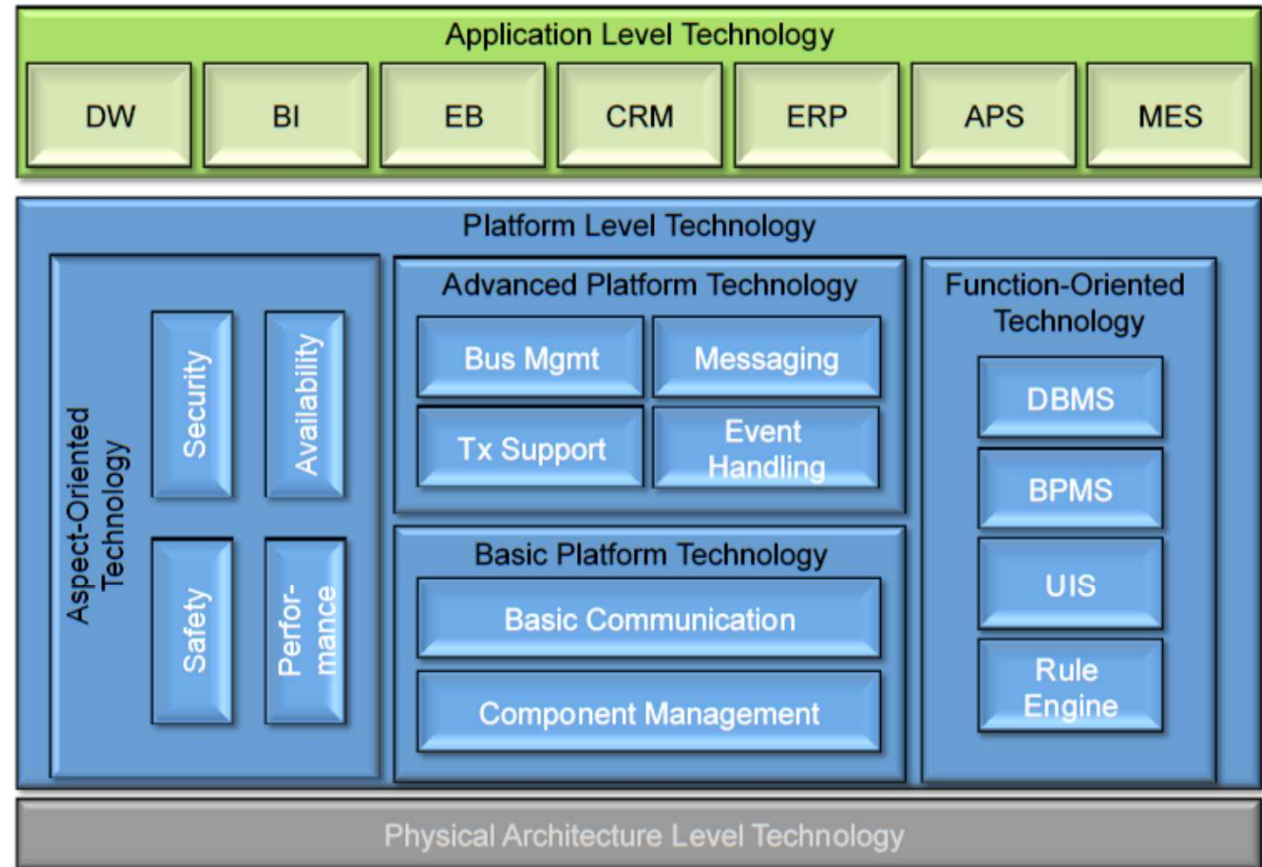 Application Level Technology
DW
BI
EB
CRM
ERP
APS
MES
Platform Level Technology
Aspect-Oriented
Technology
Security
Availability
Safety
Perfor-
mance
Advanced Platform Technology
Bus Mgmt
Messaging
Tx Support
Event
Handling
Basic Platform Technology
Basic Communication
Component Management
Function-Oriented
Technology
DBMS
BPMS
UIS
Rule
Engine
Physical Architecture Level Technology